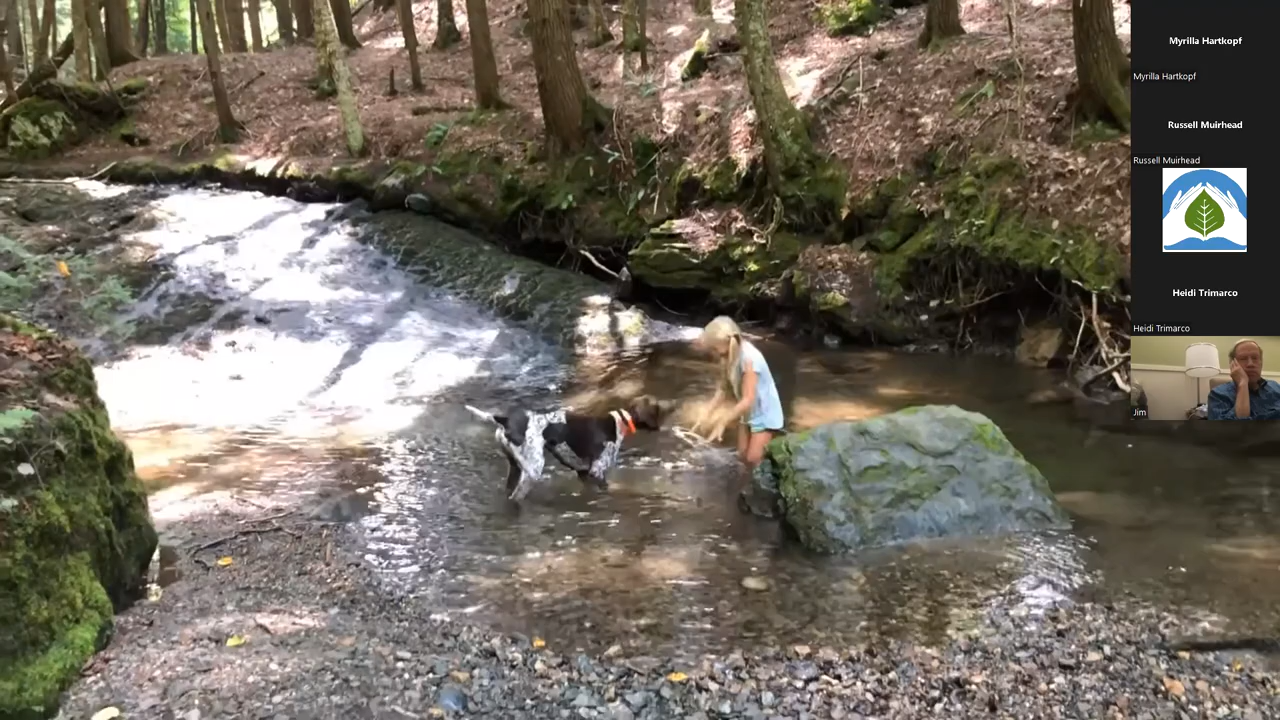 Myrilla Hartkopf
Myrilla Hartkopf
Russell Muirhead
Russell Muirhead
Heidi Trimarco
Heidi Trimarco
Jim